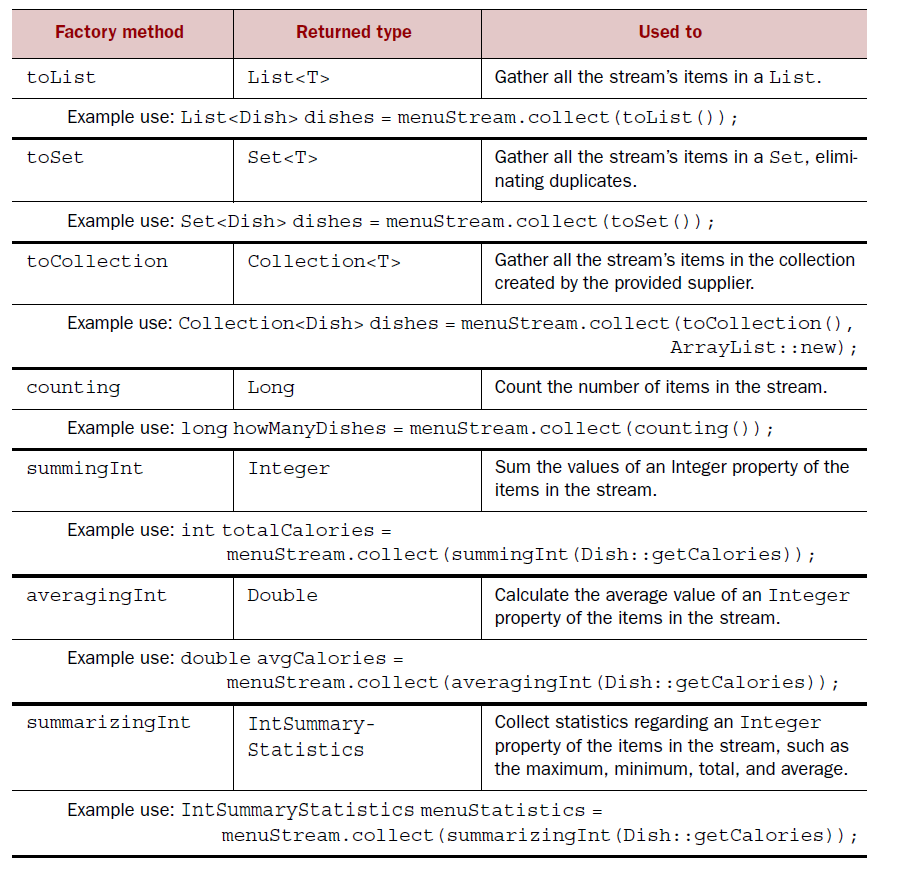 Factory method Returned type Used to
toList List<T> Gather all the stream’s items in a List.
Example use: List<Dish> dishes = menuStream.collect(toList());
toSet Set<T> Gather all the stream’s items in a Set, elimi-
nating duplicates.
Example use: Set<Dish> dishes = menuStream.collect(toSet());
toCollection Collection<T> Gather all the stream’s items in the collection
created by the provided supplier.
Example use: Collection<Dish> dishes = menuStream.collect(toCollection(),
ArrayList::new);
counting Long Count the number of items in the stream.
Example use: long howManyDishes = menuStream.collect(counting());
summingInt Integer Sum the values of an Integer property of the
items in the stream.
Example use: int totalCalories =
menuStream.collect(summingInt(Dish::getCalories));
averagingInt Double Calculate the average value of an Integer
property of the items in the stream.
Example use: double avgCalories =
menuStream.collect(averagingInt(Dish::getCalories));
summarizingInt IntSummary- Collect statistics regarding an Integer
Statistics property of the items in the stream, such as
the maximum, minimum, total, and average.
Example use: IntSummaryStatistics menuStatistics =
menuStream.collect(summarizingInt(Dish::getCalories));